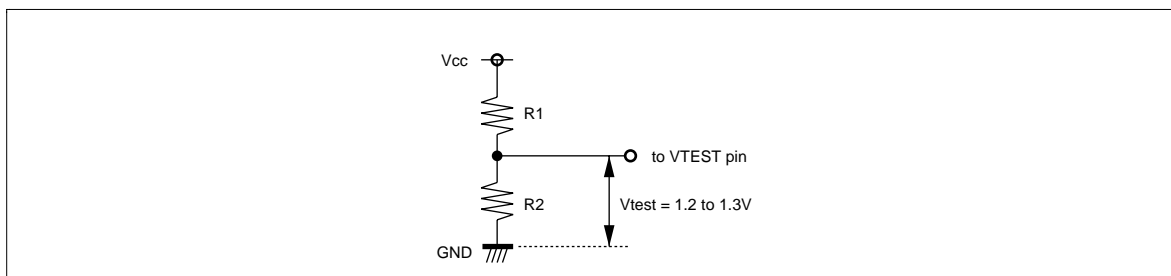 Vcc
R1
to VTEST pin
R2
Vtest = 1.2 to 1.3V
GND